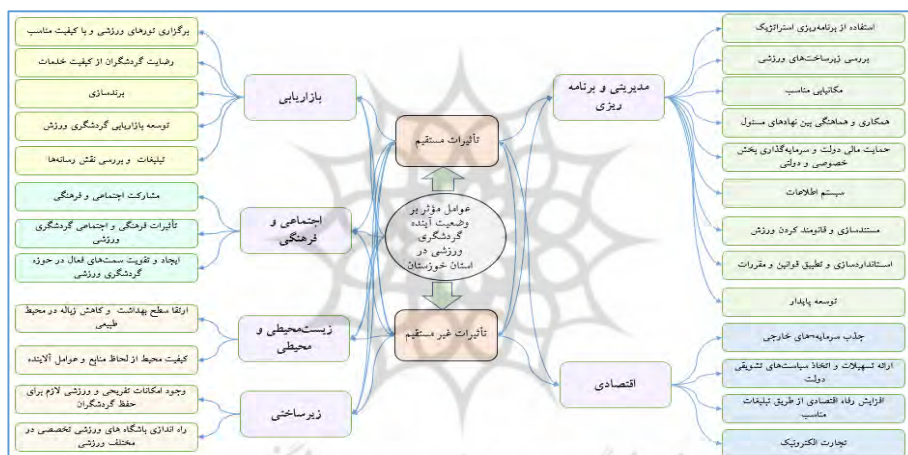 استفاده از برنامه‌ریزی استراتژیک
بررسی زیرساخت‌های ورزشی
مکانیابی مناسب
همکاری و هماهنگی بین نهادهای مسئول
حمایت مالی دولت و سرمایه‌گذاری بخش
خصوصی و دولتی
سیستم اطلاعات
مستندسازی و قانونمند کردن ورزش
استانداردسازی و تطبیق قوانین و مقررات
توسعه پایدار
جذب سرمایه‌های خارجی
ارائه تسهیلات و اتخاذ سیاست‌های تشویقی
دولت
افزایش رفاه اقتصادی از طریق تبلیغات
مناسب
تجارت الکترونیک
مدیریتی و برنامه
ریزی
اقتصادی
تأثیرات مستقیم
عوامل مؤثر بر
وضعیت آینده
گردشگری
ورزشی در
استان خوزستان
تأثیرات غیر مستقیم
بازاریابی
اجتماعی و
فرهنگی
زیست‌محیطی و
محیطی
زیرساختی
برگزاری تورهای ورزشی و با کیفیت مناسب
رضایت گردشگران از کیفیت خدمات
برندسازی
توسعه بازاریابی گردشگری ورزش
تبلیغات و بررسی نقش رسانه‌ها
مشارکت اجتماعی و فرهنگی
تأثیرات فرهنگی و اجتماعی گردشگری
ورزشی
ایجاد و تقویت سمت‌های فعال در حوزه
گردشگری ورزشی
ارتقا سطح بهداشت و کاهش زباله در محیط
طبیعی
کیفیت محیط از لحاظ منابع و عوامل آلاینده
وجود امکانات تفریحی و ورزشی لازم برای
حفظ گردشگران
راه اندازی باشگاه های ورزشی تخصصی در
مختلف ورزشی